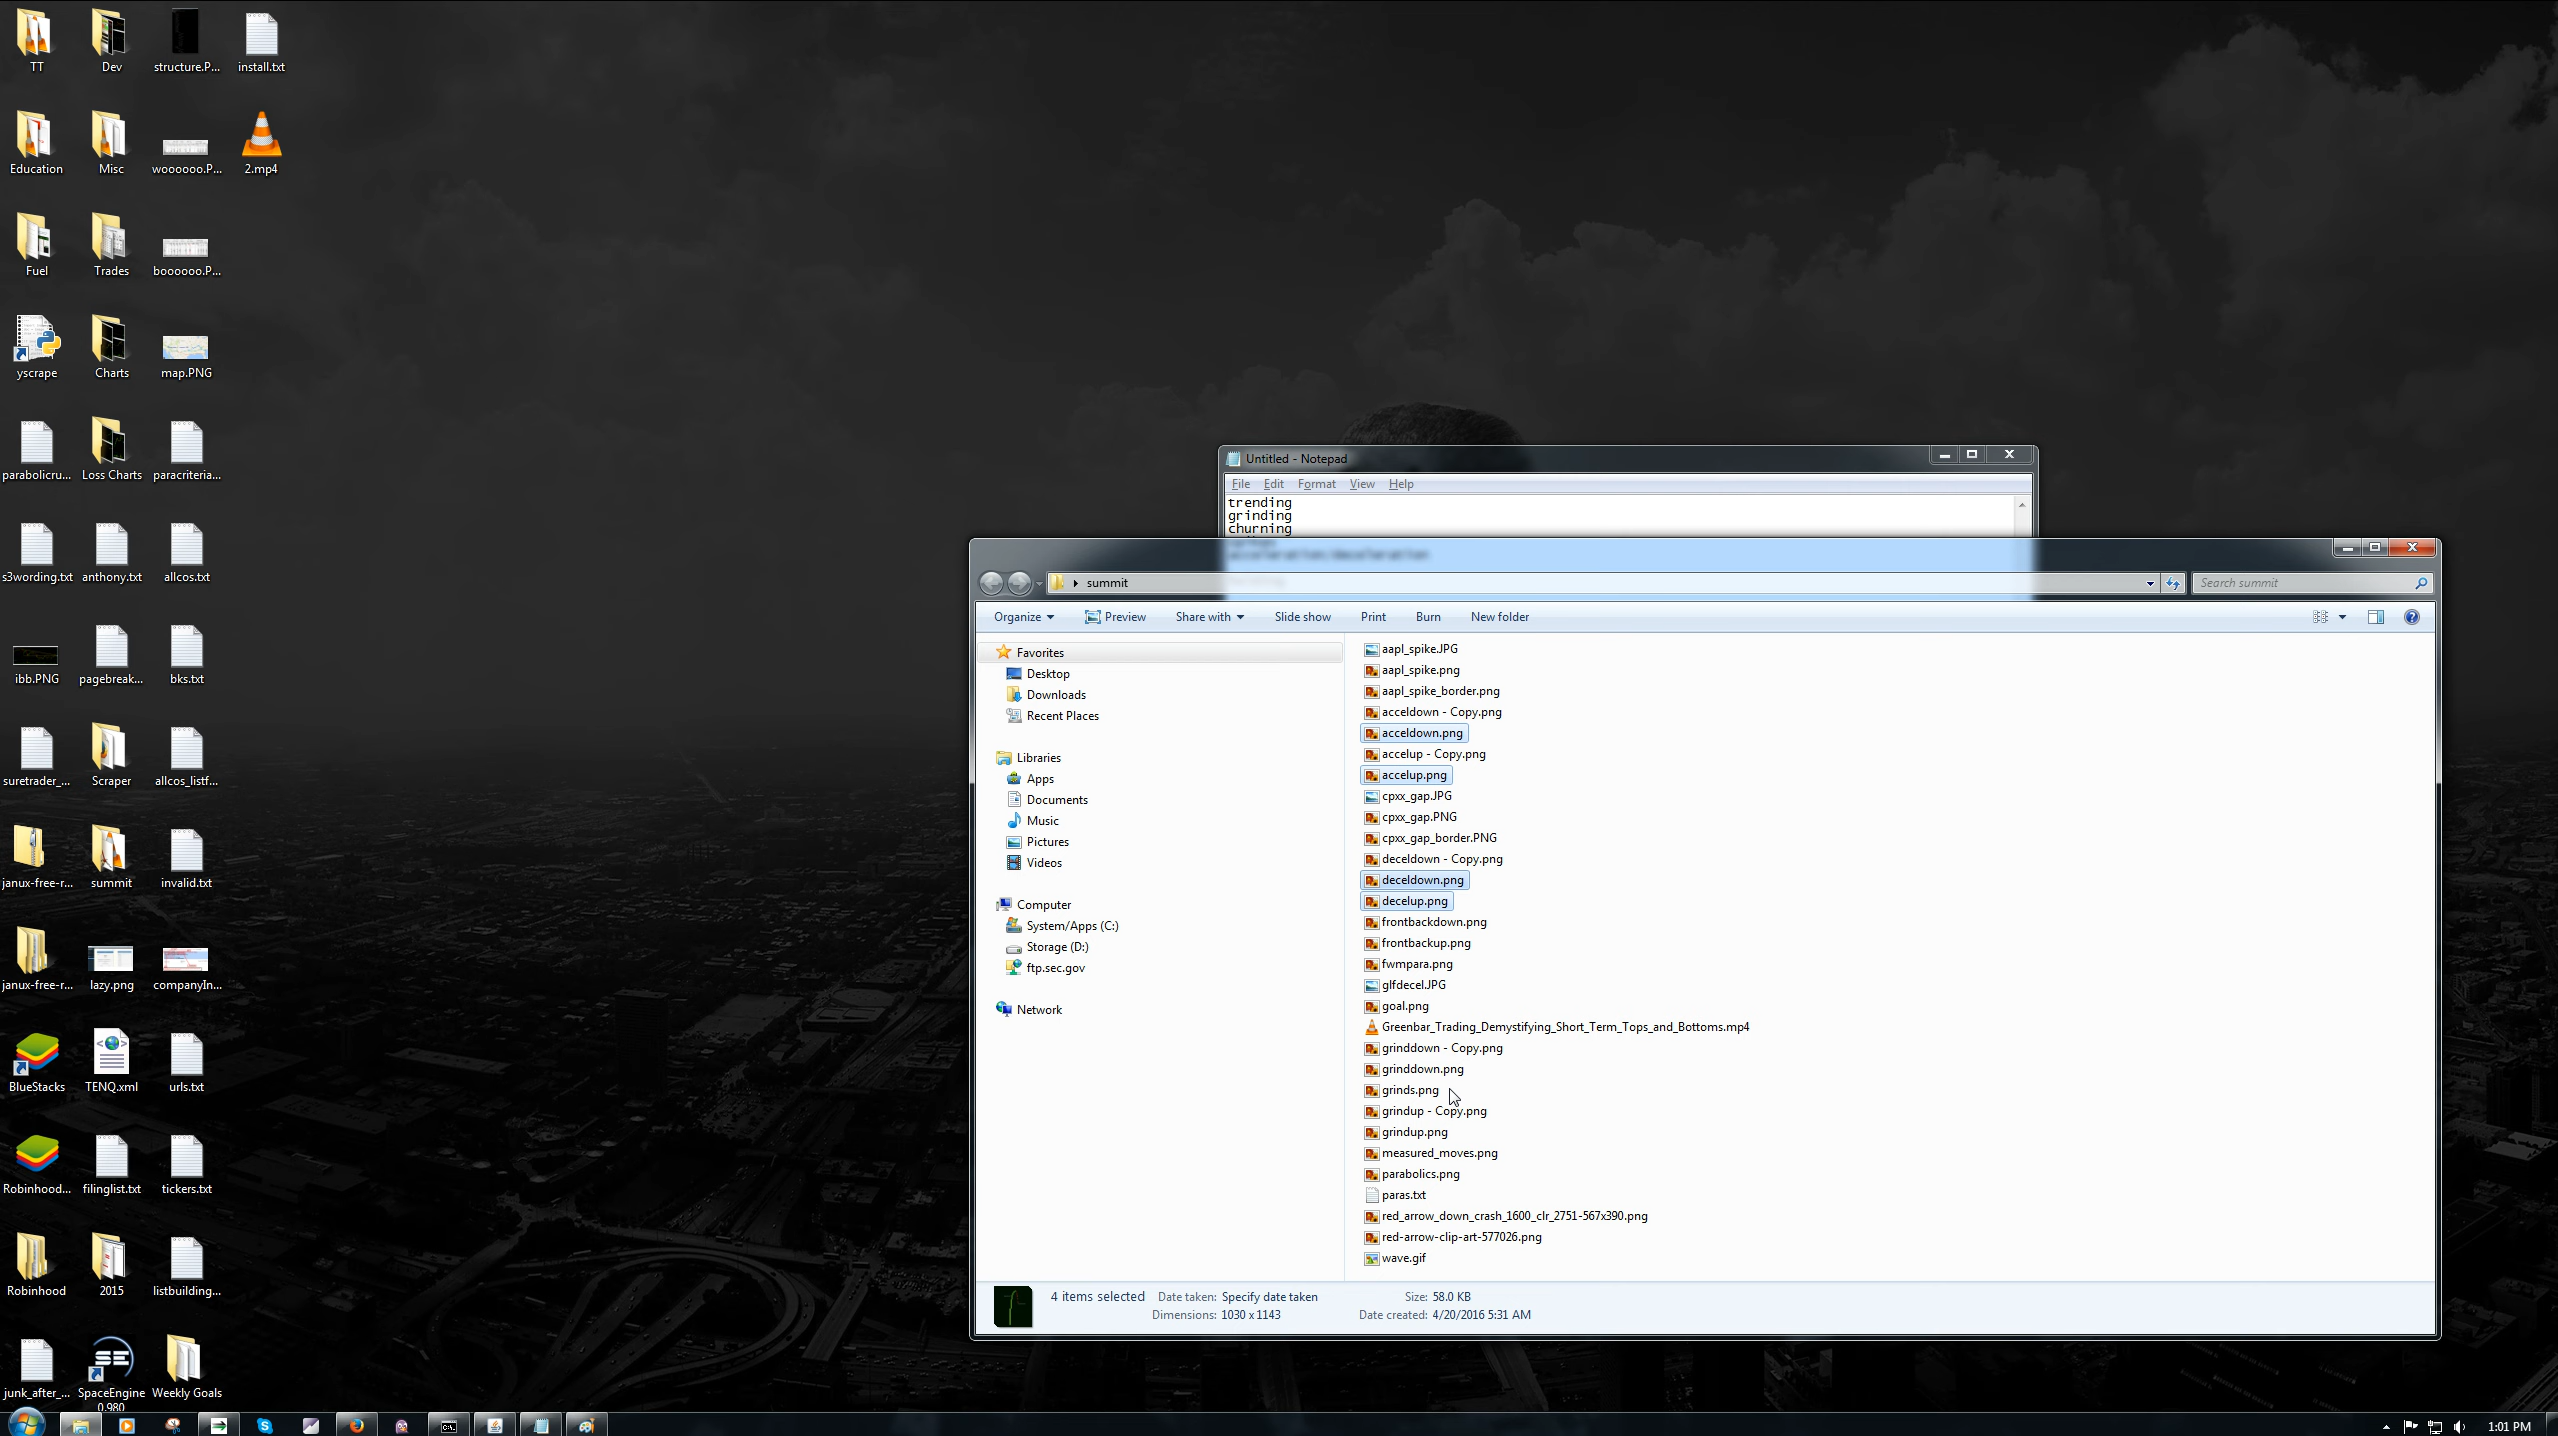 TT
Dev
structure.P...
install.txt
Education
Misc
woooooo.P...
2.mp4
Fuel
Trades
boooooo.P...
yscrape
Charts
map.PNG
parabolicru...
Loss Charts
paracriteria...
s3wording.txt
anthony.txt
allcos.txt
ibb.PNG
pagebreak...
bks.txt
suretrader_...
Scraper
allcos_listf...
janux-free-r...
summit
invalid.txt
janux-free-r...
lazy.png
companyIn...
BlueStacks
TENQ.xml
urls.txt
Robinhood...
filinglist.txt
tickers.txt
Robinhood
2015
listbuilding...
junk_after_...
SpaceEngine 0.980
Weekly Goals
Untitled - Notepad
File Edit Format View Help
trending
grinding
churning
acceleration/deceleration
summit
Search summit
Organize
Preview
Share with
Slide show
Print
Burn
New folder
Favorites
Desktop
Downloads
Recent Places
Libraries
Apps
Documents
Music
Pictures
Videos
Computer
System/Apps (C:)
Storage (D:)
ftp.sec.gov
Network
aapl_spike.JPG
aapl_spike.png
aapl_spike_border.png
acceldown - Copy.png
acceldown.png
accelup - Copy.png
accelup.png
cpxx_gap.JPG
cpxx_gap.PNG
cpxx_gap_border.PNG
deceldown - Copy.png
deceldown.png
decelup.png
frontbackdown.png
frontbackup.png
fwmpara.png
glfdecel.JPG
goal.png
Greenbar_Trading_Demystifying_Short_Term_Tops_and_Bottoms.mp4
grinddown - Copy.png
grinddown.png
grinds.png
grindup - Copy.png
grindup.png
measured_moves.png
parabolics.png
paras.txt
red_arrow_down_crash_1600_clr_2751-567x390.png
red-arrow-clip-art-577026.png
wave.gif
4 items selected Date taken: Specify date taken Size: 58.0 KB
Dimensions: 1030 x 1143 Date created: 4/20/2016 5:31 AM
1:01 PM